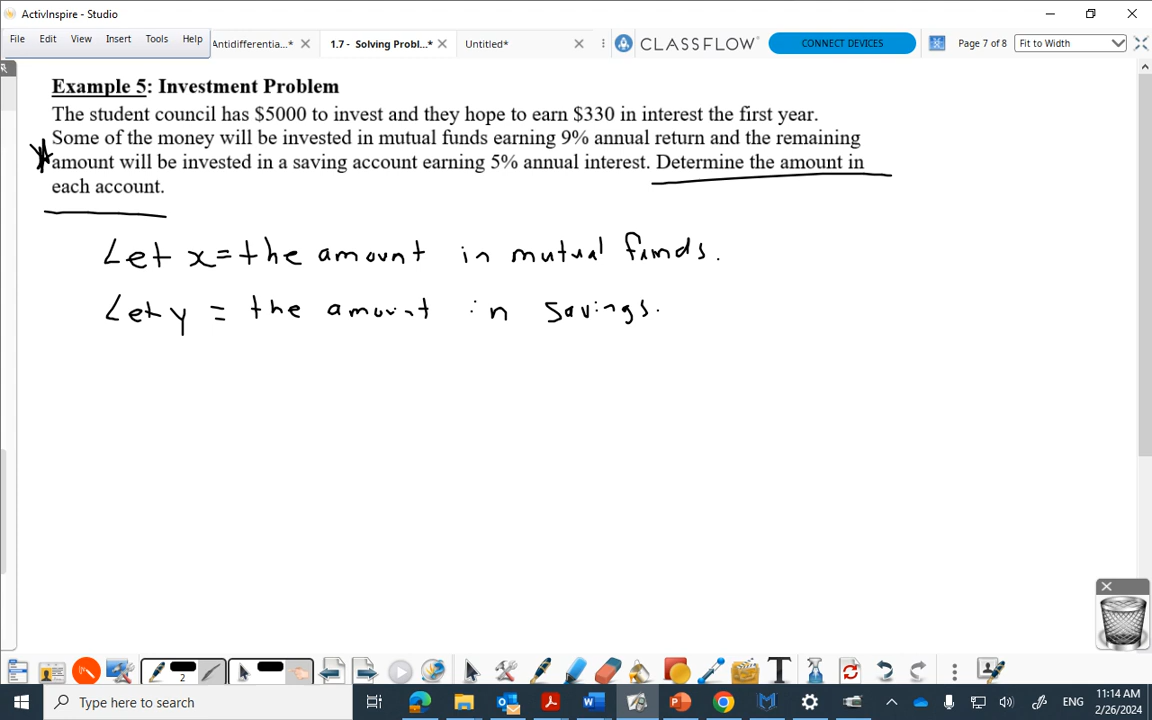 ActivInspire - Studio
File Edit View Insert Tools Help Antidifferentia...* 1.7 - Solving Probl...* Untitled* CLASSFLOW CONNECT DEVICES Page 7 of 8 Fit to Width
Example 5: Investment Problem
The student council has $5000 to invest and they hope to earn $330 in interest the first year.
Some of the money will be invested in mutual funds earning 9% annual return and the remaining
amount will be invested in a saving account earning 5% annual interest. Determine the amount in
each account.
Let x = the amount in mutual funds.
Let y = the amount in savings.
2
Type here to search
ENG
11:14 AM
2/26/2024